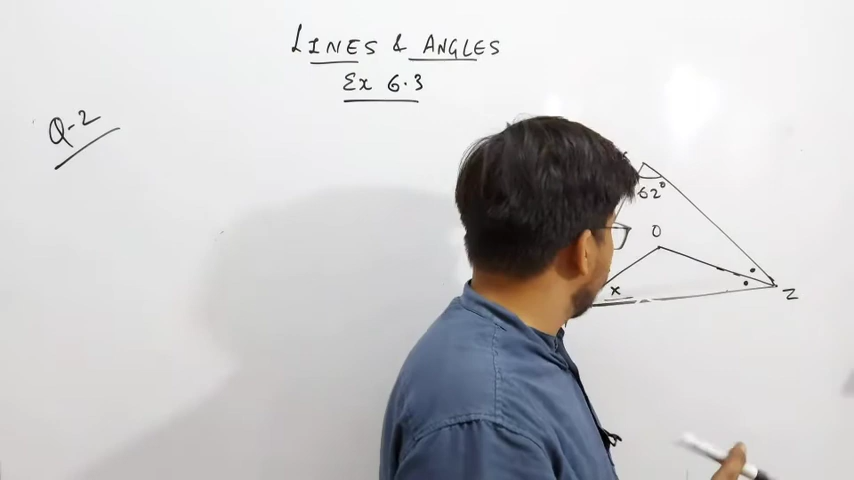 LINES & ANGLES
Ex 6.3
Q-2
62°
O
x
Z